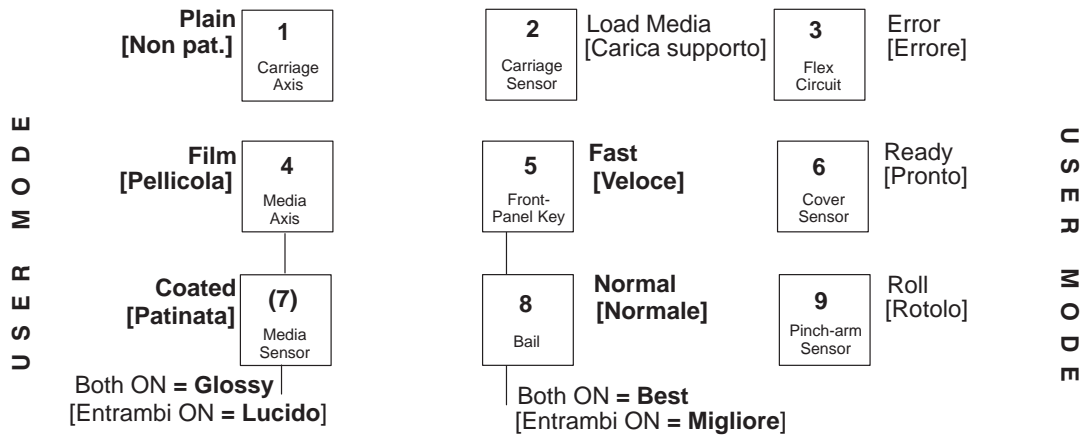 USER MODE
Plain
[Non pat.]
1
Carriage
Axis
2
Carriage
Sensor
Load Media
[Carica supporto]
3
Flex
Circuit
Error
[Errore]
Film
[Pellicola]
4
Media
Axis
5
Front-
Panel Key
Fast
[Veloce]
6
Cover
Sensor
Ready
[Pronto]
Coated
[Patinata]
(7)
Media
Sensor
8
Bail
Normal
[Normale]
9
Pinch-arm
Sensor
Roll
[Rotolo]
Both ON = Glossy
[Entrambi ON = Lucido]
Both ON = Best
[Entrambi ON = Migliore]
USER MODE